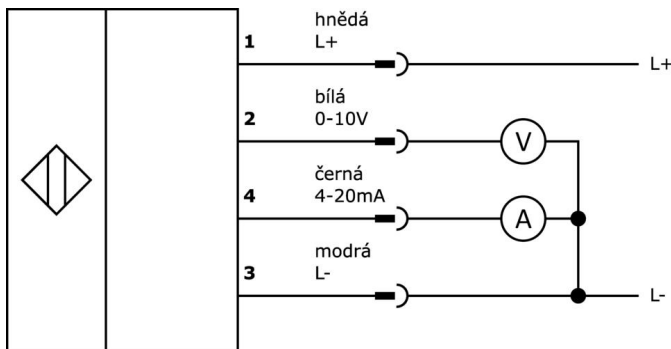 hnědá
1 L+
L+
bílá
2 0-10V
V
černá
4 4-20mA
A
modrá
3 L-
L-